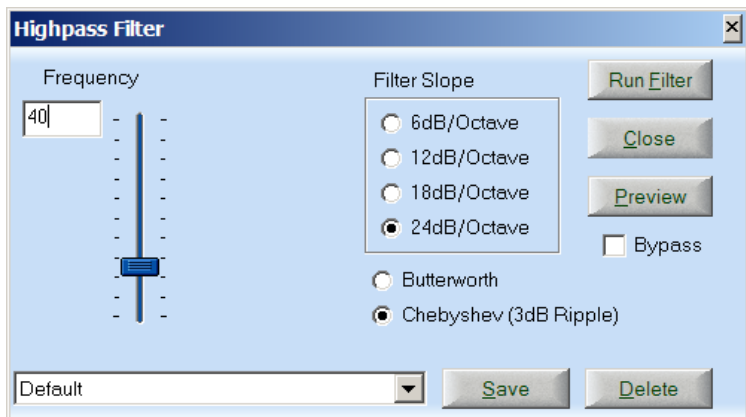 Highpass Filter
Frequency
40
Filter Slope
6dB/Octave
12dB/Octave
18dB/Octave
24dB/Octave
Butterworth
Chebyshev (3dB Ripple)
Run Filter
Close
Preview
Bypass
Default
Save
Delete